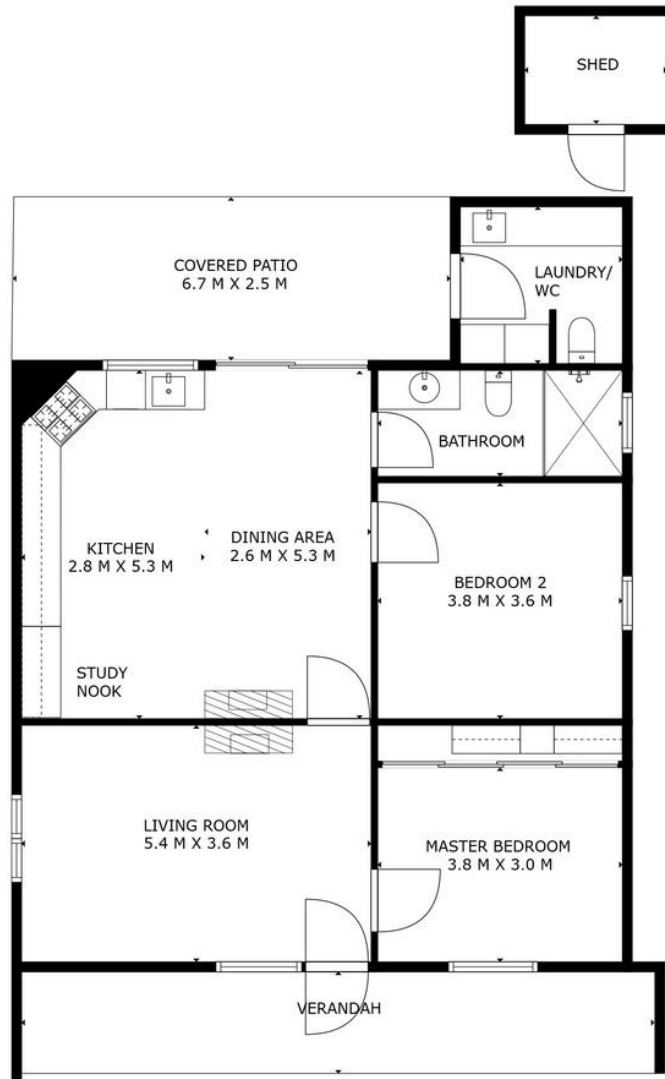 SHED
COVERED PATIO
6.7 M X 2.5 M
LAUNDRY/
WC
BATHROOM
KITCHEN
2.8 M X 5.3 M
DINING AREA
2.6 M X 5.3 M
BEDROOM 2
3.8 M X 3.6 M
STUDY
NOOK
LIVING ROOM
5.4 M X 3.6 M
MASTER BEDROOM
3.8 M X 3.0 M
VERANDAH